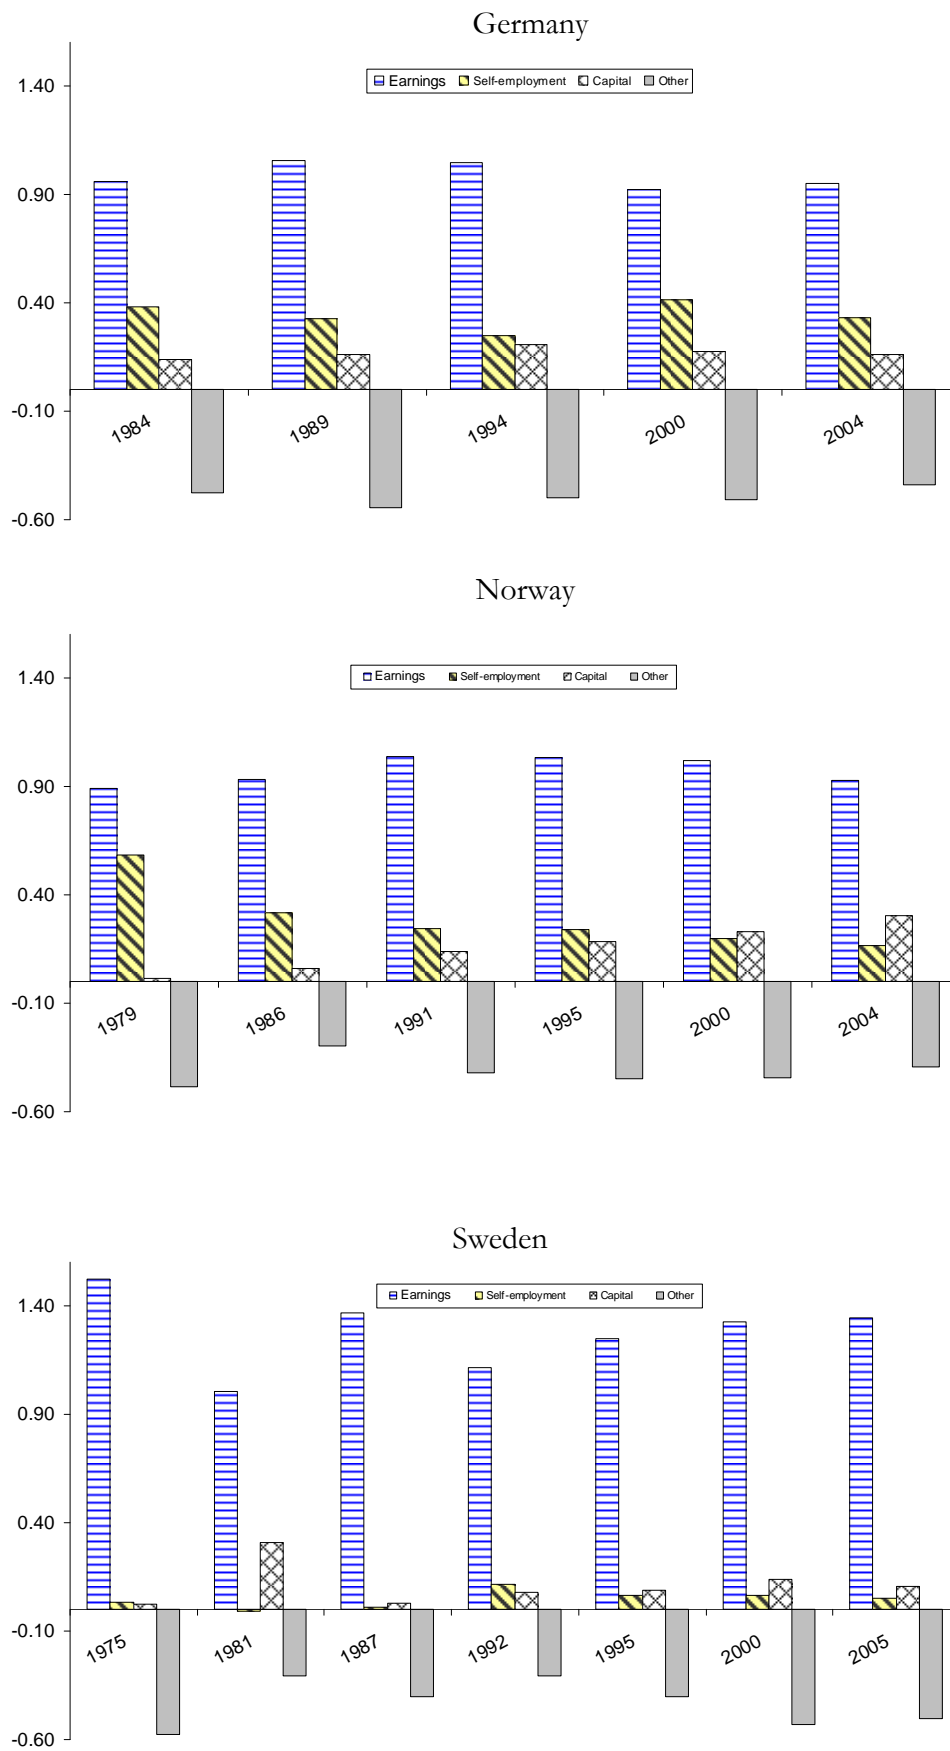 Germany
Earnings Self-employment Capital Other
1.40
0.90
0.40
-0.10
-0.60
1984 1989 1994 2000 2004
Norway
Earnings Self-employment Capital Other
1.40
0.90
0.40
-0.10
-0.60
1979 1986 1991 1995 2000 2004
Sweden
Earnings Self-employment Capital Other
1.40
0.90
0.40
-0.10
-0.60
1975 1981 1987 1992 1995 2000 2005